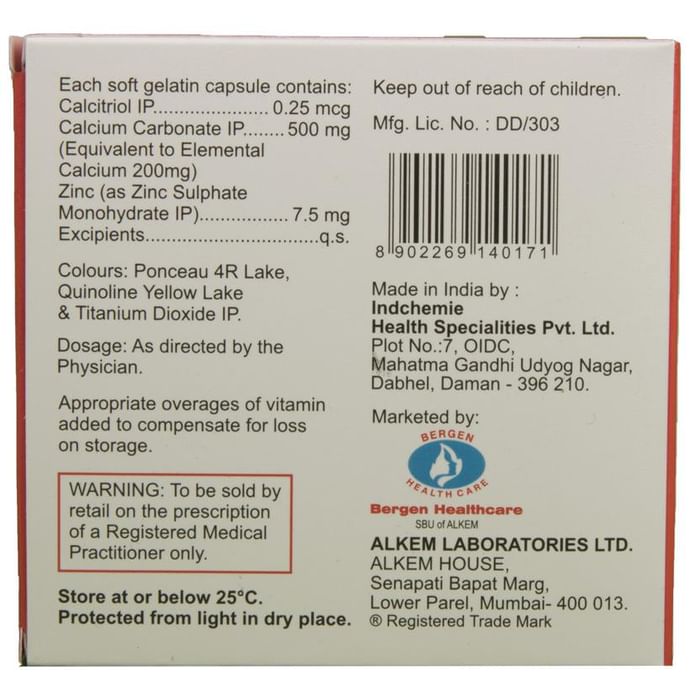 Each soft gelatin capsule contains:
Calcitriol IP..................... 0.25 mcg
Calcium Carbonate IP........ 500 mg
(Equivalent to Elemental
Calcium 200mg)
Zinc (as Zinc Sulphate
Monohydrate IP)................ 7.5 mg
Excipients...............................q.s.
Colours: Ponceau 4R Lake,
Quinoline Yellow Lake
& Titanium Dioxide IP.
Dosage: As directed by the
Physician.
Appropriate overages of vitamin
added to compensate for loss
on storage.
WARNING: To be sold by
retail on the prescription
of a Registered Medical
Practitioner only.
Store at or below 25°C.
Protected from light in dry place.
Keep out of reach of children.
Mfg. Lic. No. : DD/303
8 902269 140171
Made in India by :
Indchemie
Health Specialities Pvt. Ltd.
Plot No.:7, OIDC,
Mahatma Gandhi Udyog Nagar,
Dabhel, Daman - 396 210.
Marketed by:
BERGEN
HEALTH CARE
Bergen Healthcare
SBU of ALKEM
ALKEM LABORATORIES LTD.
ALKEM HOUSE,
Senapati Bapat Marg,
Lower Parel, Mumbai- 400 013.
® Registered Trade Mark